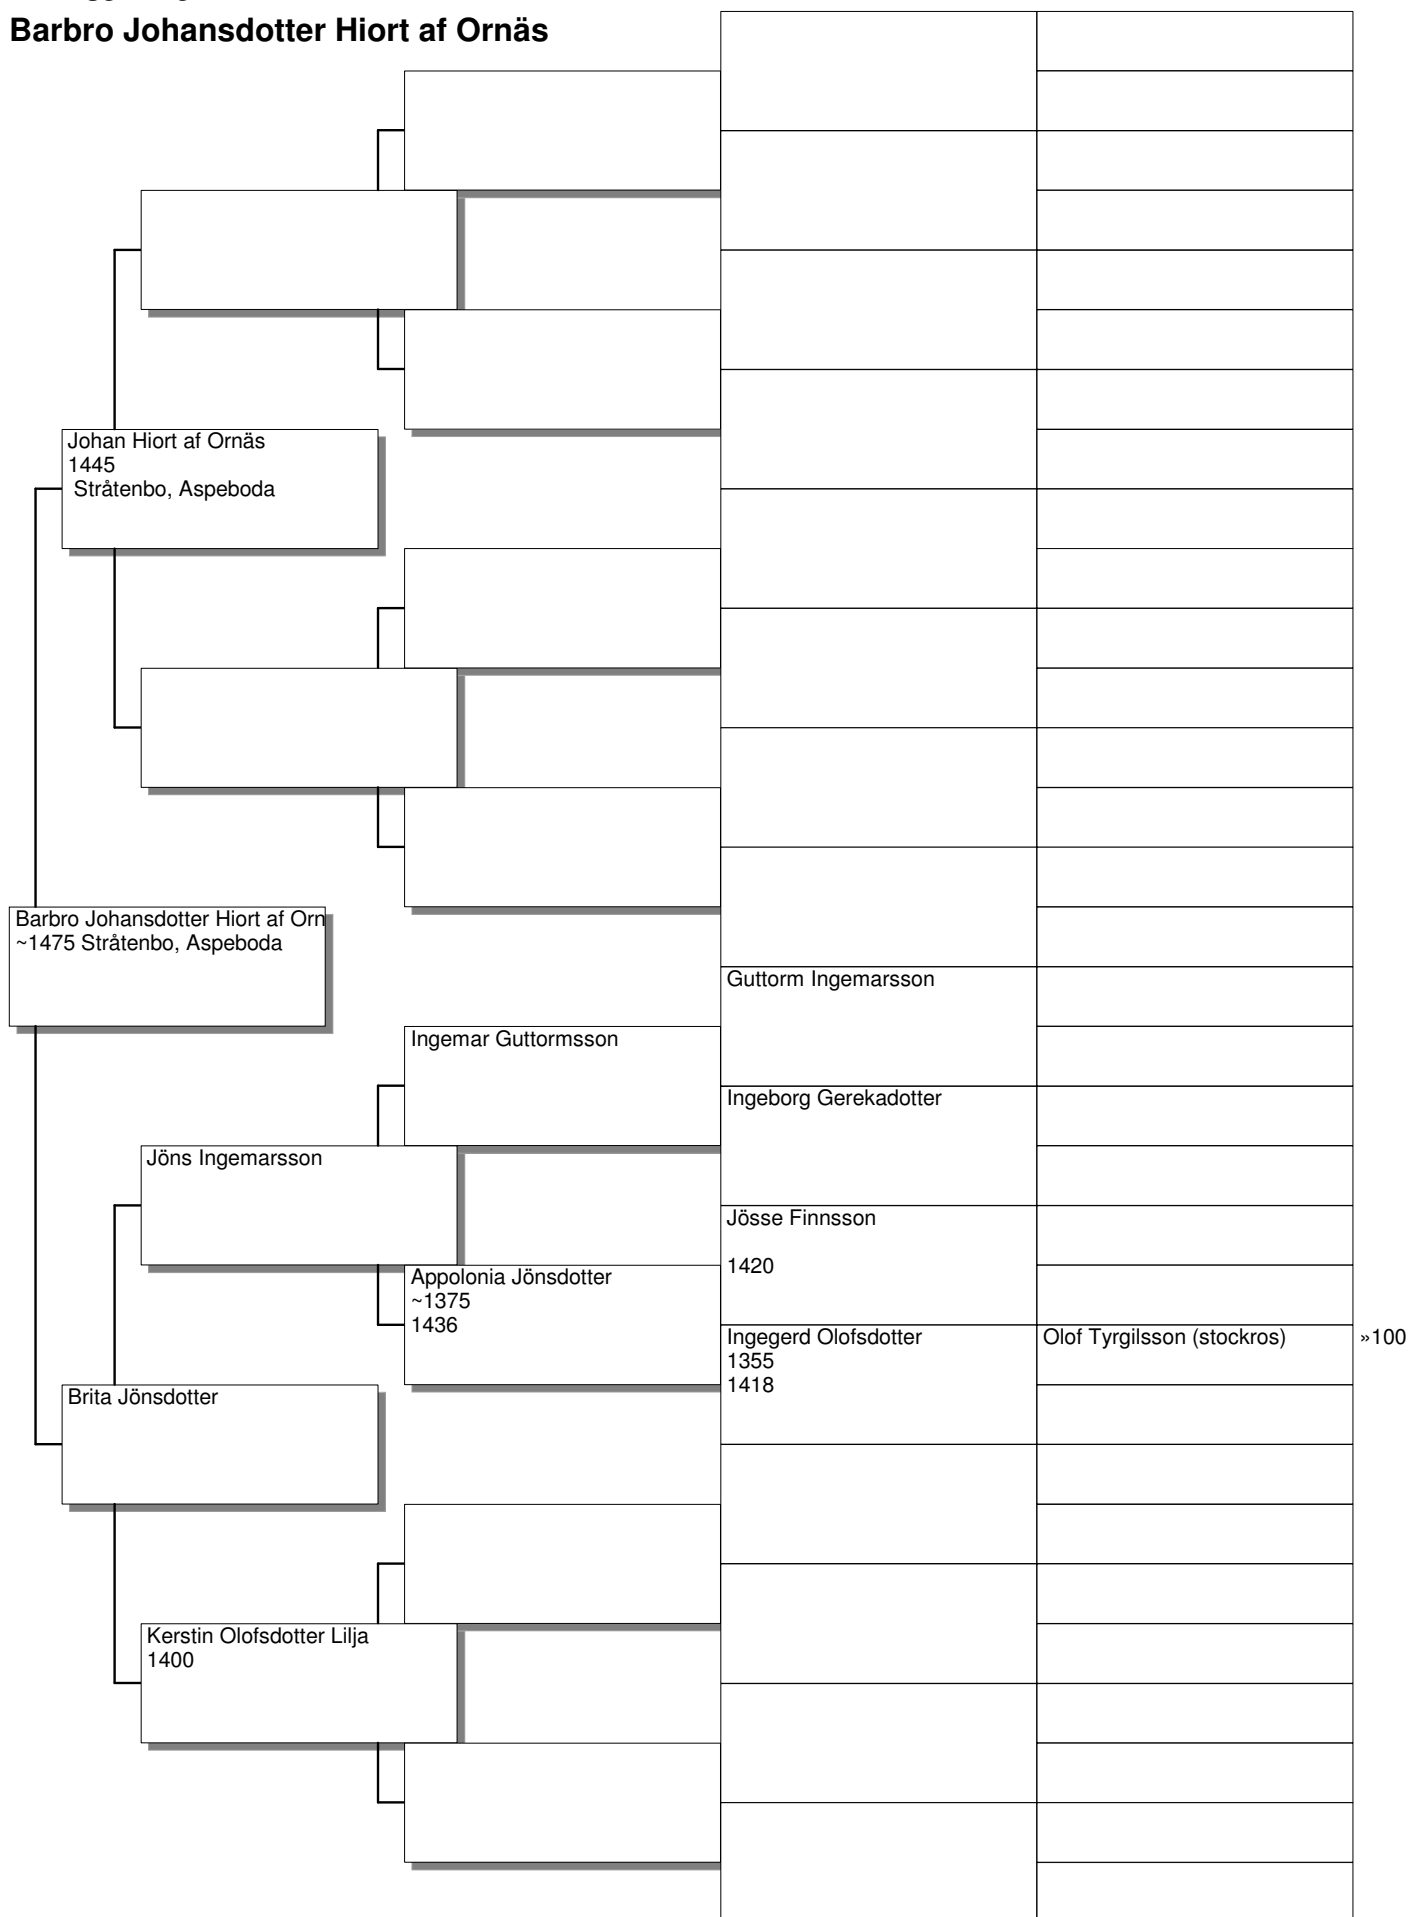 Barbro Johansdotter Hiort af Ornäs
Johan Hiort af Ornäs
1445
Stråtenbo, Aspeboda
Barbro Johansdotter Hiort af Orn
~1475 Stråtenbo, Aspeboda
Guttorm Ingemarsson
Ingemar Guttormsson
Ingeborg Gerekadotter
Jöns Ingemarsson
Jösse Finnsson
1420
Appolonia Jönsdotter
~1375
1436
Ingegerd Olofsdotter
1355
1418
Olof Tyrgilsson (stockros)
»100
Brita Jönsdotter
Kerstin Olofsdotter Lilja
1400